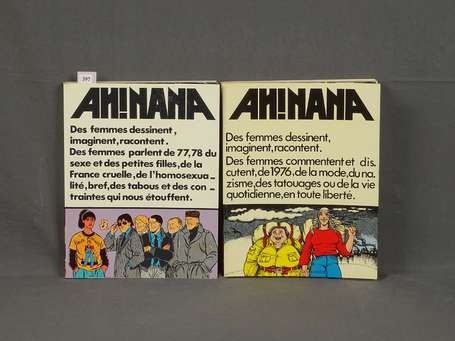 397
AH!NANA
Des femmes dessinent,
imaginent,racontent.
Des femmes parlent de 77,78 du
sexe et des petites filles,de la
France cruelle,de l'homosexua_
lité,bref,des tabous et des con_
traintes qui nous étouffent.
AH!NANA
Des femmes dessinent,
imaginent,racontent.
Des femmes commentent et dis_
cutent,de 1976,de la mode,du na_
zisme,des tatouages ou de la vie
quotidienne,en toute liberté.